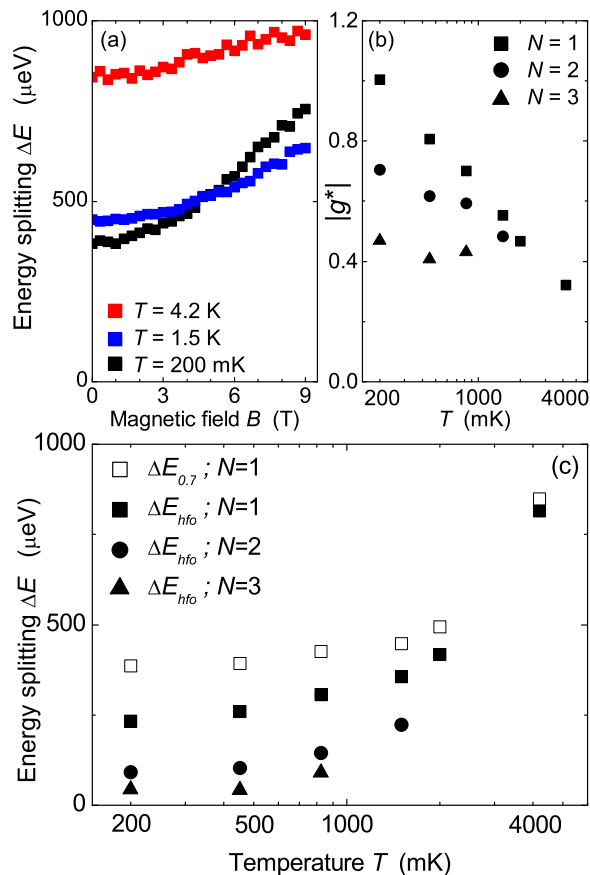 (a)
Energy splitting ΔE (μeV)
1000
500
0
T = 4.2 K
T = 1.5 K
T = 200 mK
0 3 6 9
Magnetic field B (T)
(b)
|g*|
1.2
0.8
0.4
0.0
N = 1
N = 2
N = 3
200 1000 4000
T (mK)
(c)
Energy splitting ΔE (μeV)
1000
500
0
ΔE0.7 ; N=1
ΔEhfo ; N=1
ΔEhfo ; N=2
ΔEhfo ; N=3
200 500 1000 4000
Temperature T (mK)